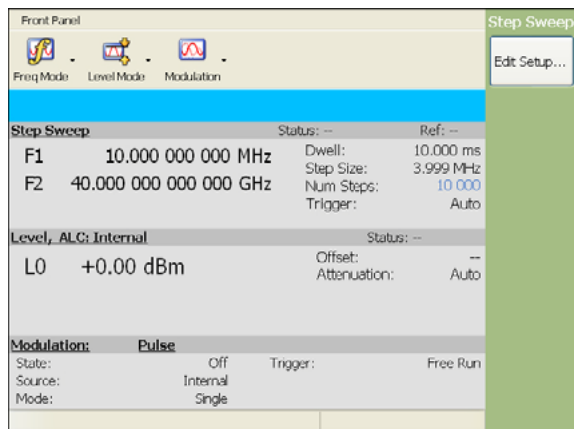 Front Panel
Step Sweep
Freq Mode
Level Mode
Modulation
Edit Setup...
Step Sweep Status: -- Ref: --
F1 10.000 000 000 MHz
F2 40.000 000 000 000 GHz
Dwell: 10.000 ms
Step Size: 3.999 MHz
Num Steps: 10 000
Trigger: Auto
Level, ALC: Internal Status: --
L0 +0.00 dBm
Offset: --
Attenuation: Auto
Modulation: Pulse
State: Off Trigger: Free Run
Source: Internal
Mode: Single